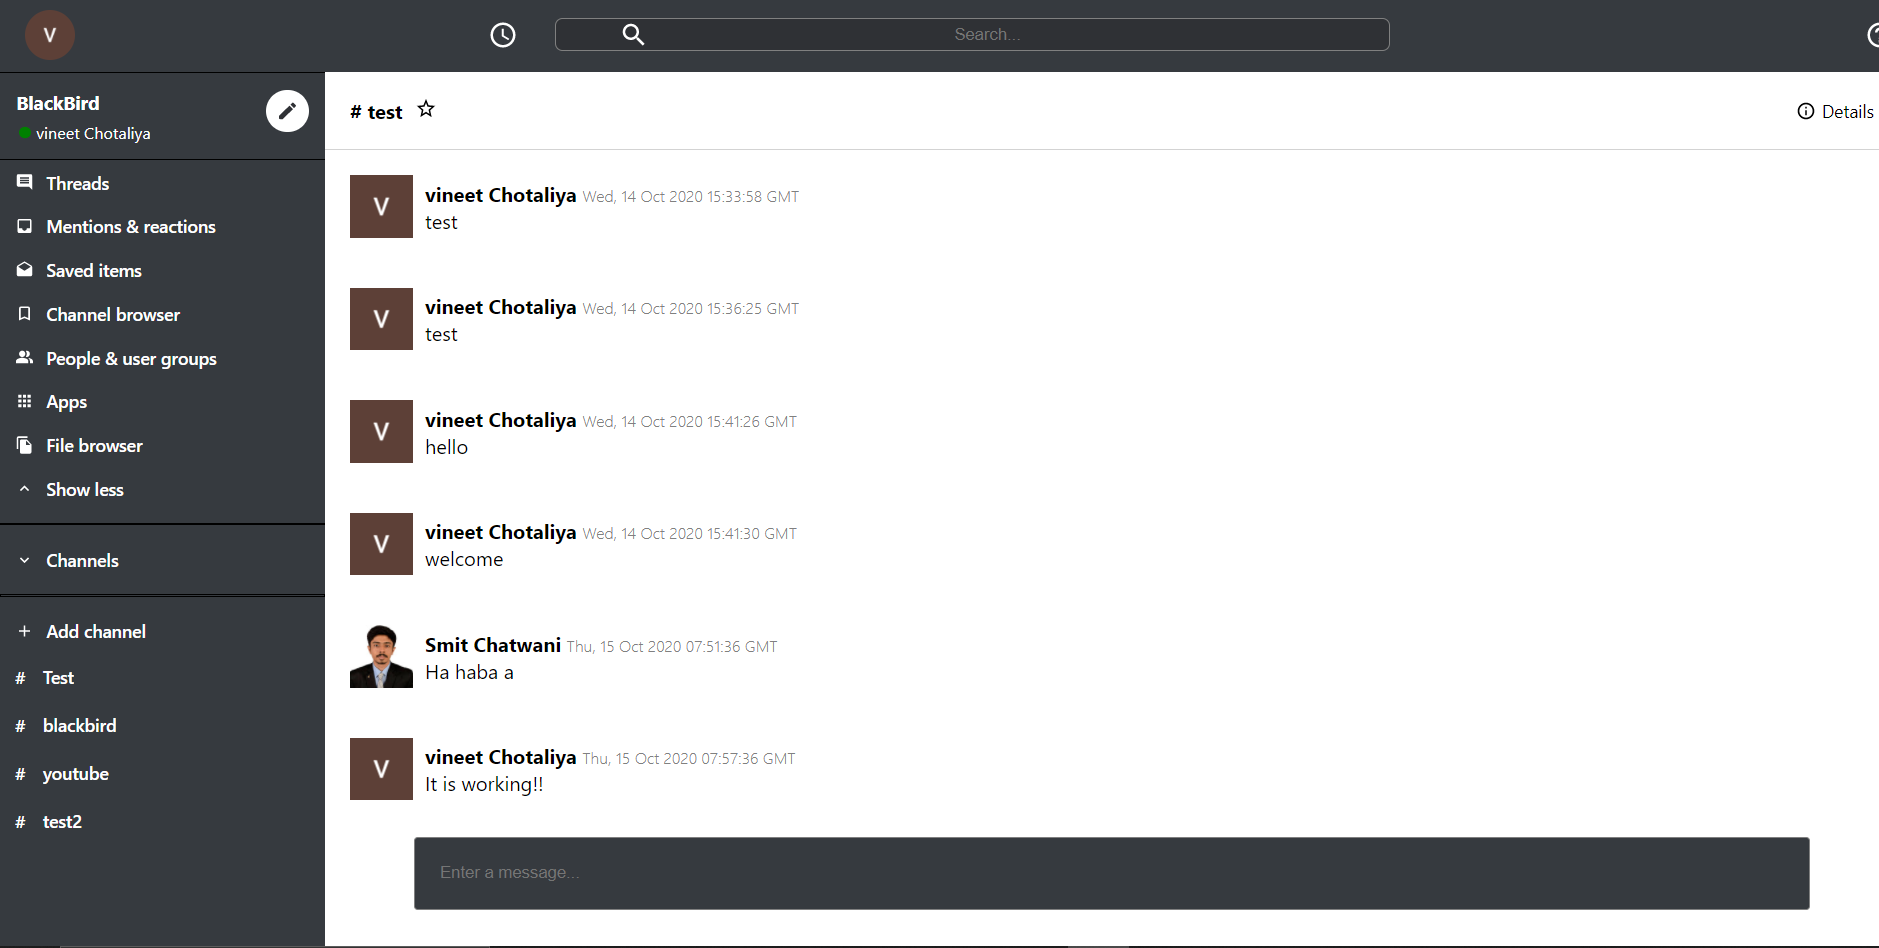 V
Search...
BlackBird
vineet Chotaliya
Threads
Mentions & reactions
Saved items
Channel browser
People & user groups
Apps
File browser
Show less
Channels
Add channel
# Test
# blackbird
# youtube
# test2
# test
Details
V
vineet Chotaliya Wed, 14 Oct 2020 15:33:58 GMT
test
V
vineet Chotaliya Wed, 14 Oct 2020 15:36:25 GMT
test
V
vineet Chotaliya Wed, 14 Oct 2020 15:41:26 GMT
hello
V
vineet Chotaliya Wed, 14 Oct 2020 15:41:30 GMT
welcome
Smit Chatwani Thu, 15 Oct 2020 07:51:36 GMT
Ha haba a
V
vineet Chotaliya Thu, 15 Oct 2020 07:57:36 GMT
It is working!!
Enter a message...